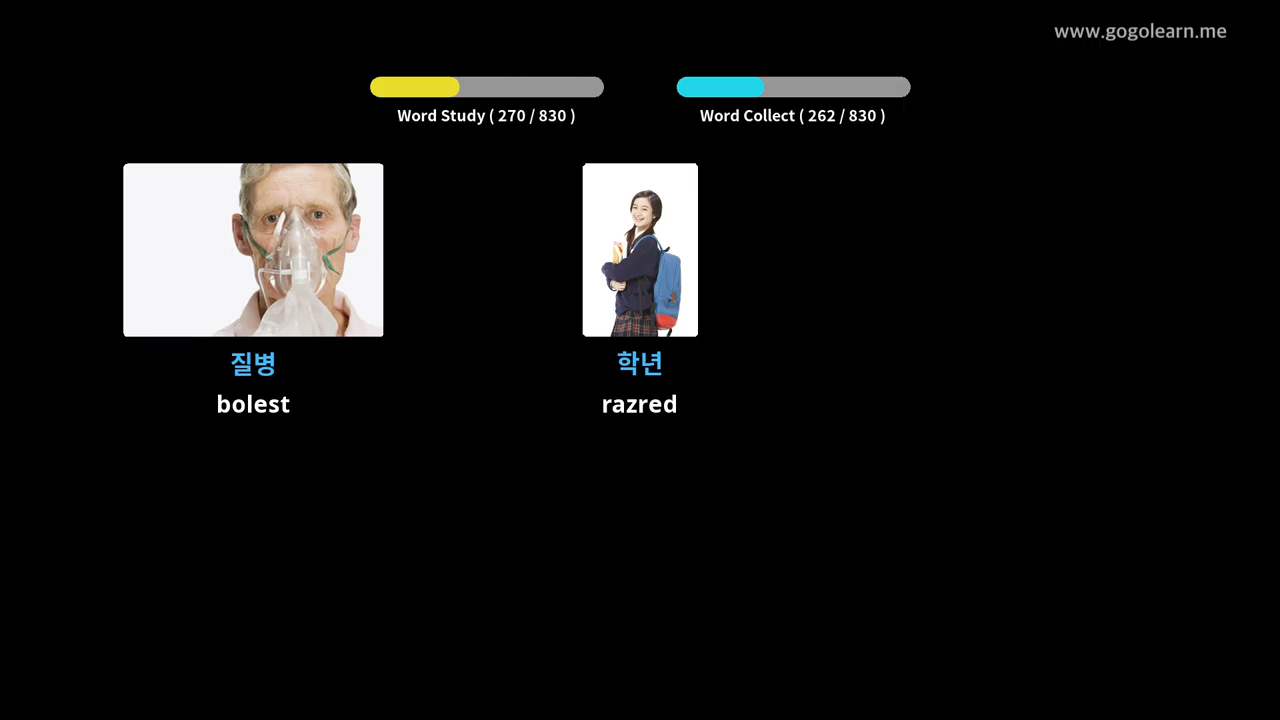 www.gogolearn.me
Word Study ( 270 / 830 )
Word Collect ( 262 / 830 )
질병
bolest
학년
razred